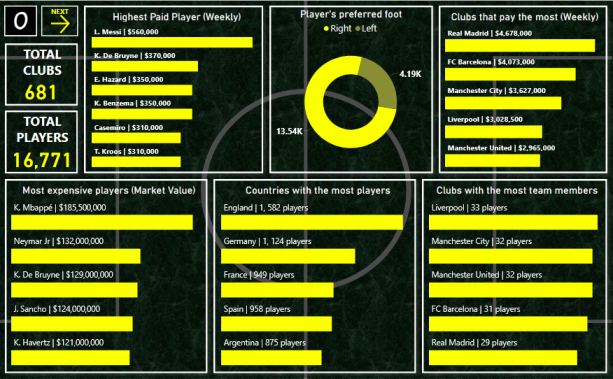 O
NEXT
TOTAL
CLUBS
681
TOTAL
PLAYERS
16,771
Highest Paid Player (Weekly)
L. Messi | $560,000
K. De Bruyne | $370,000
E. Hazard | $350,000
K. Benzema | $350,000
Casemiro | $310,000
T. Kroos | $310,000
Player's preferred foot
Right Left
4.19K
13.54K
Clubs that pay the most (Weekly)
Real Madrid | $4,678,000
FC Barcelona | $4,073,000
Manchester City | $3,627,000
Liverpool | $3,028,500
Manchester United | $2,965,000
Most expensive players (Market Value)
K. Mbappé | $185,500,000
Neymar Jr | $132,000,000
K. De Bruyne | $129,000,000
J. Sancho | $124,000,000
K. Havertz | $121,000,000
Countries with the most players
England | 1, 582 players
Germany | 1, 124 players
France | 949 players
Spain | 958 players
Argentina | 875 players
Clubs with the most team members
Liverpool | 33 players
Manchester City | 32 players
Manchester United | 32 players
FC Barcelona | 31 players
Real Madrid | 29 players